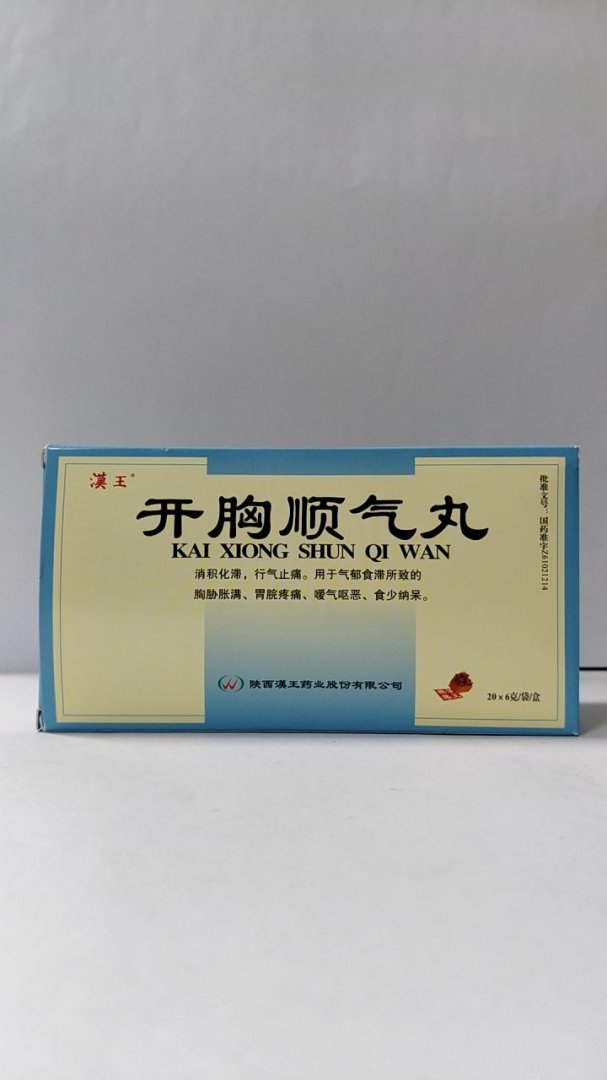 漢王®
开胸顺气丸
KAI XIONG SHUN QI WAN
消积化滞，行气止痛。用于气郁食滞所致的
胸胁胀满、胃脘疼痛、嗳气呕恶、食少纳呆。
批准文号：国药准字Z61021214
陕西漢王药业股份有限公司
20×6克/袋/盒